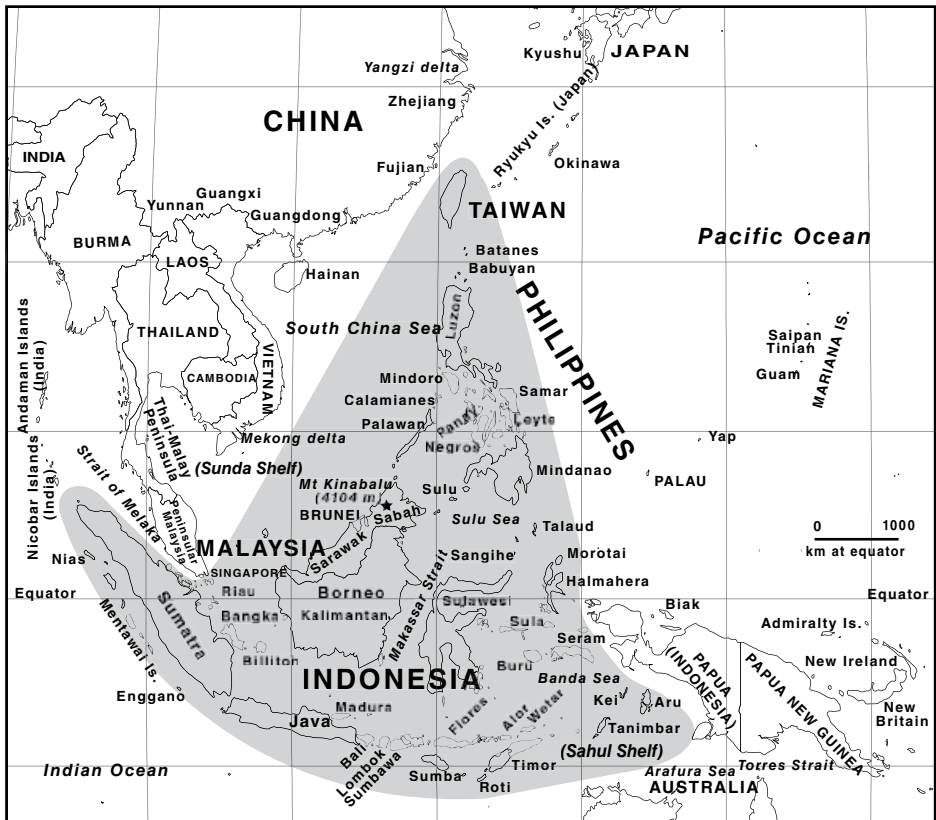 Kyushu
JAPAN
Yangzi delta
Zhejiang
CHINA
Ryukyu Is. (Japan)
INDIA
Fujian
Okinawa
Guangxi
Yunnan
Guangdong
TAIWAN
BURMA
Pacific Ocean
LAOS
Batanes
Babuyan
Hainan
PHILIPPINES
Luzon
South China Sea
THAILAND
VIETNAM
Andaman Islands
(India)
Saipan
Tinian
Guam
MARIANA IS.
CAMBODIA
Mindoro
Calamianes
Samar
Thai-Malay
Peninsula
Palawan
Panay
Leyte
Mekong delta
Negros
Yap
(Sunda Shelf)
Mindanao
PALAU
Nicobar Islands
(India)
Strait of Melaka
Mt Kinabalu
(4104 m)
Sulu
Peninsular
Malaysia
BRUNEI
Sabah
Sulu Sea
Talaud
0 1000
km at equator
MALAYSIA
Sarawak
Sangihe
Morotai
Nias
SINGAPORE
Halmahera
Equator
Riau
Borneo
Makassar Strait
Sulawesi
Equator
Mentawai Is.
Sumatra
Bangka
Kalimantan
Sula
Biak
Admiralty Is.
Seram
Billiton
Buru
PAPUA
(INDONESIA)
PAPUA NEW GUINEA
New Ireland
INDONESIA
Banda Sea
Enggano
Kei
Aru
Madura
Flores
Alor
Wetar
New
Britain
Java
Tanimbar
Bali
Lombok
Sumbawa
(Sahul Shelf)
Indian Ocean
Sumba
Timor
Arafura Sea
Torres Strait
Roti
AUSTRALIA